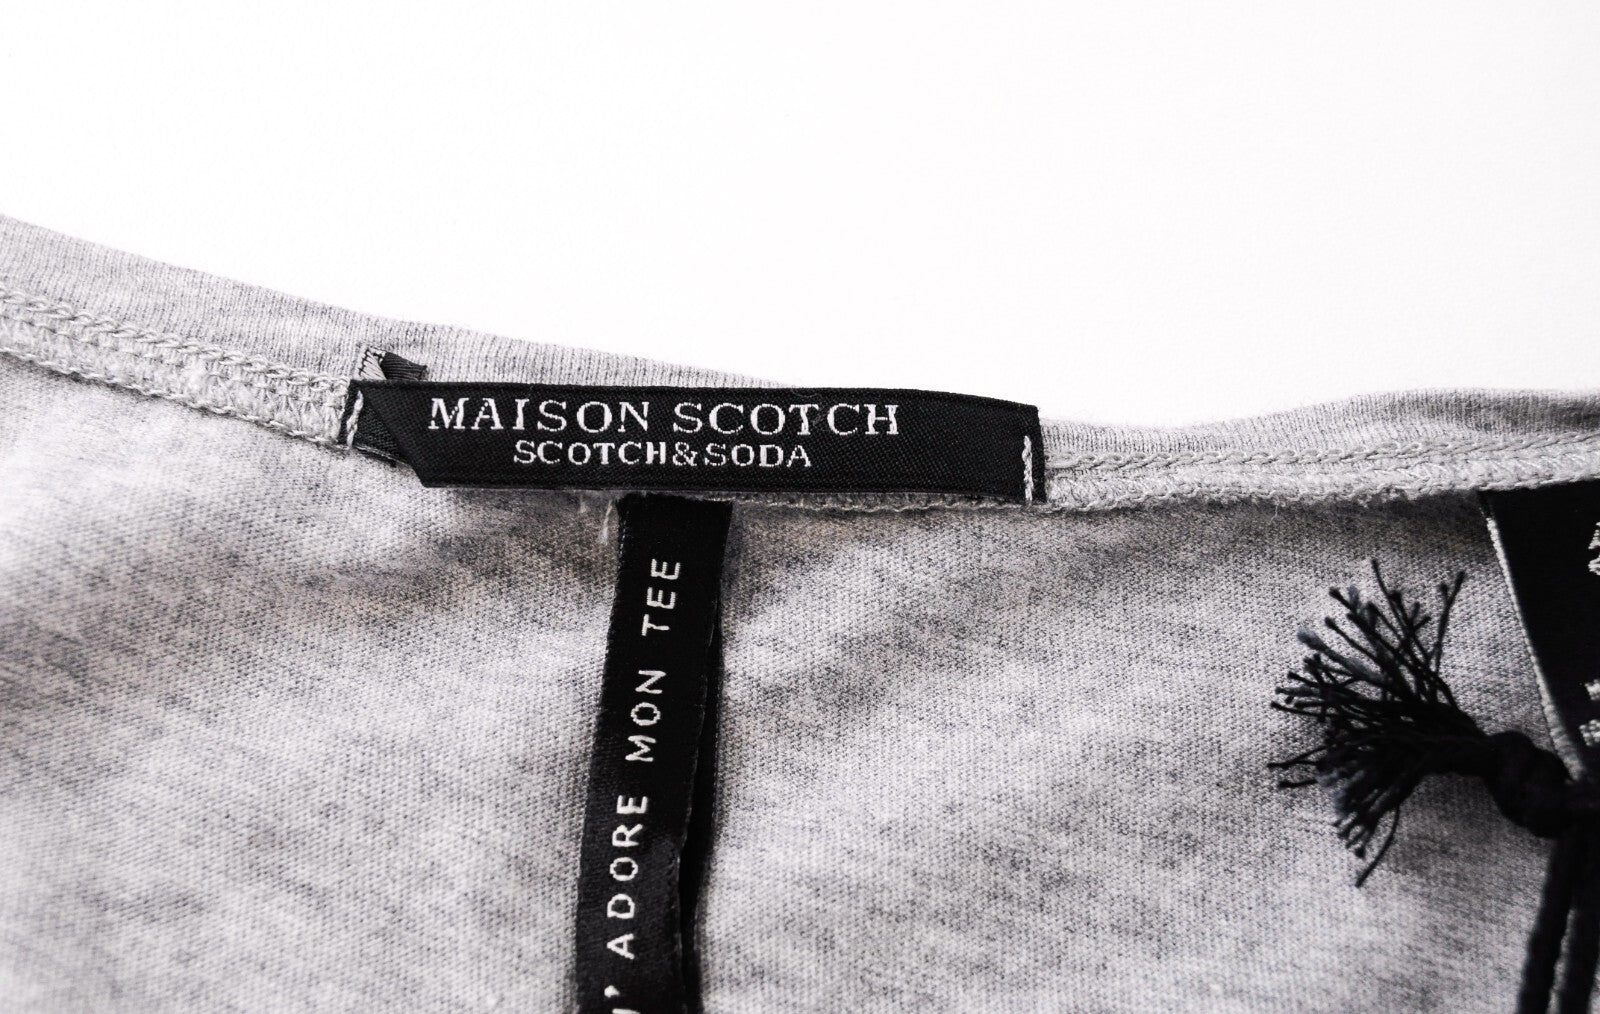 MAISON SCOTCH
SCOTCH&SODA
J' ADORE MON TEE